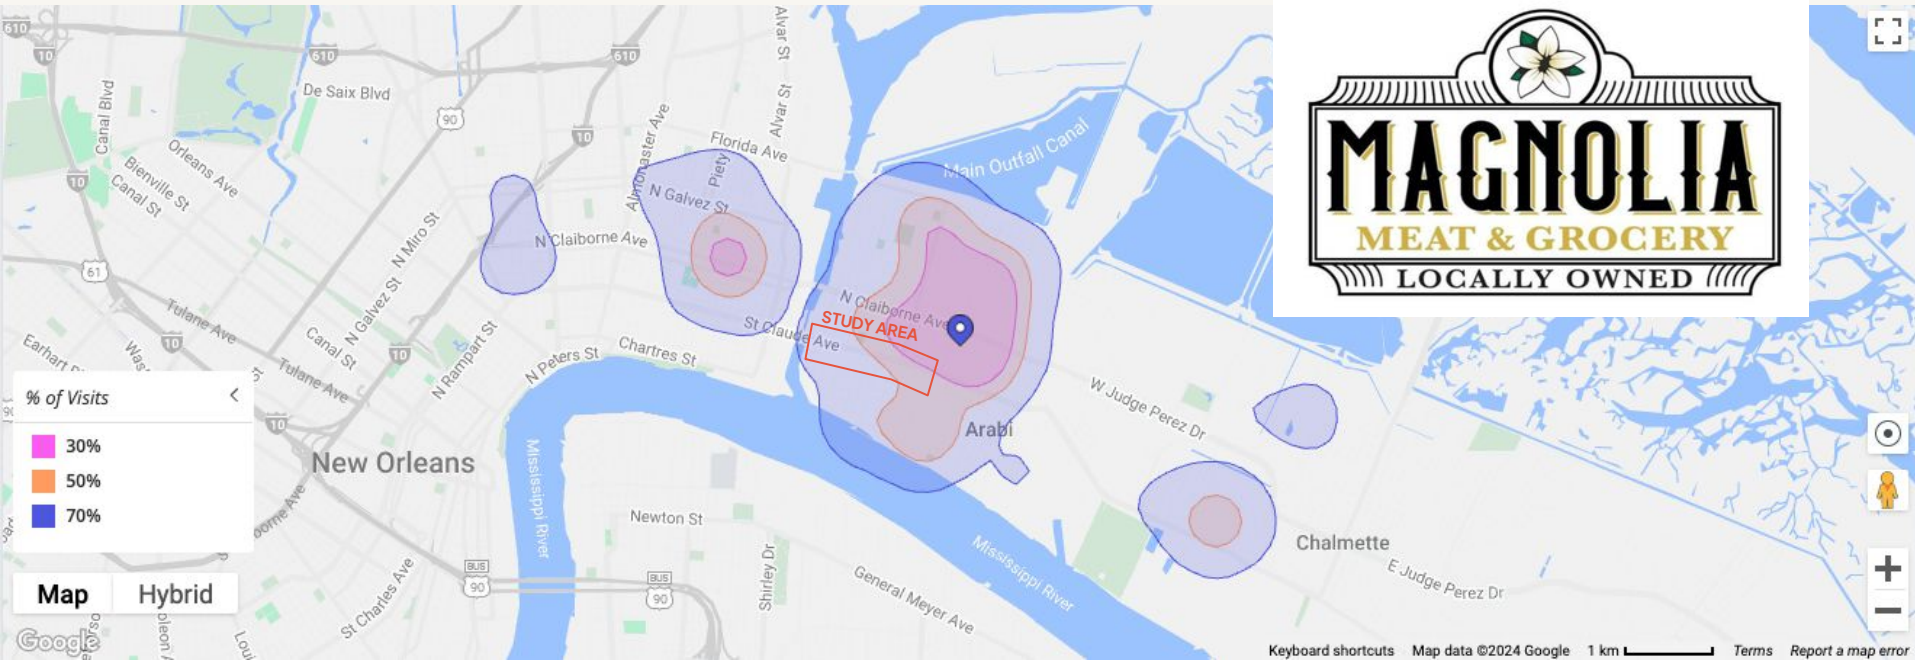 610
10
610
610
De Saix Blvd
90
10
10
Canal Blvd
Orleans Ave
Bienville St
Canal St
Alvar St
Alvar St
Almonaster Ave
Florida Ave
Piety
N Galvez St
Main Outfall Canal
MAGNOLIA
MEAT & GROCERY
LOCALLY OWNED
N Miro St
N Claiborne Ave
61
N Galvez St
Tulane Ave
N Claiborne Ave
STUDY AREA
St Claude Ave
N Rampart St
Canal St
10
10
Tulane Ave
N Peters St
Chartres St
W Judge Perez Dr
Arabi
% of Visits
30%
50%
70%
10
New Orleans
Mississippi River
Newton St
Mississippi River
Chalmette
E Judge Perez Dr
BUS
90
BUS
90
Shirley Dr
General Meyer Ave
St Charles Ave
Map
Hybrid
Google
Keyboard shortcuts
Map data ©2024 Google
1 km
Terms
Report a map error